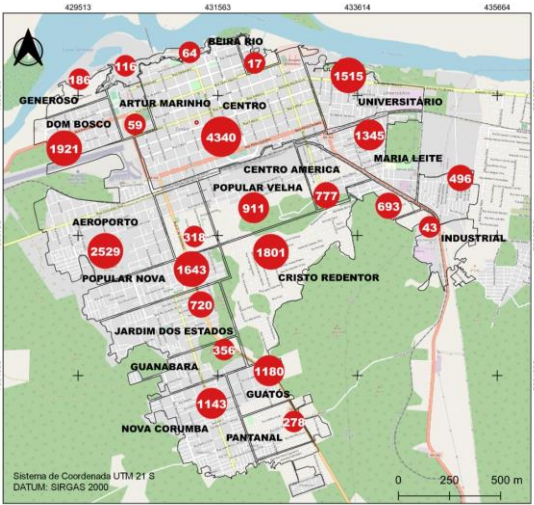 429513 431563 433614 435664
BEIRA RIO
64
17
116
186
1515
GENEROSO
ARTUR MARINHO
CENTRO
UNIVERSITÁRIO
DOM BOSCO
59
1921
4340
1345
MARIA LEITE
CENTRO AMERICA
496
POPULAR VELHA
777
693
911
AEROPORTO
43
318
INDUSTRIAL
2529
1801
1643
POPULAR NOVA
CRISTO REDENTOR
720
JARDIM DOS ESTADOS
356
GUANABARA
1180
GUATÓS
1143
278
NOVA CORUMBA
PANTANAL
Sistema de Coordenada UTM 21 S
DATUM: SIRGAS 2000
0 250 500 m